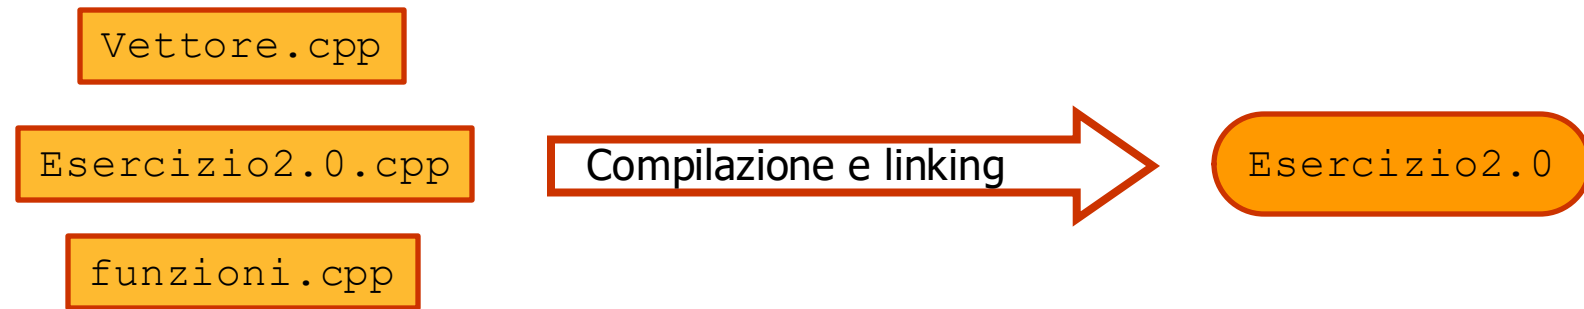 Vettore.cpp
Esercizio2.0.cpp
funzioni.cpp
Compilazione e linking
Esercizio2.0